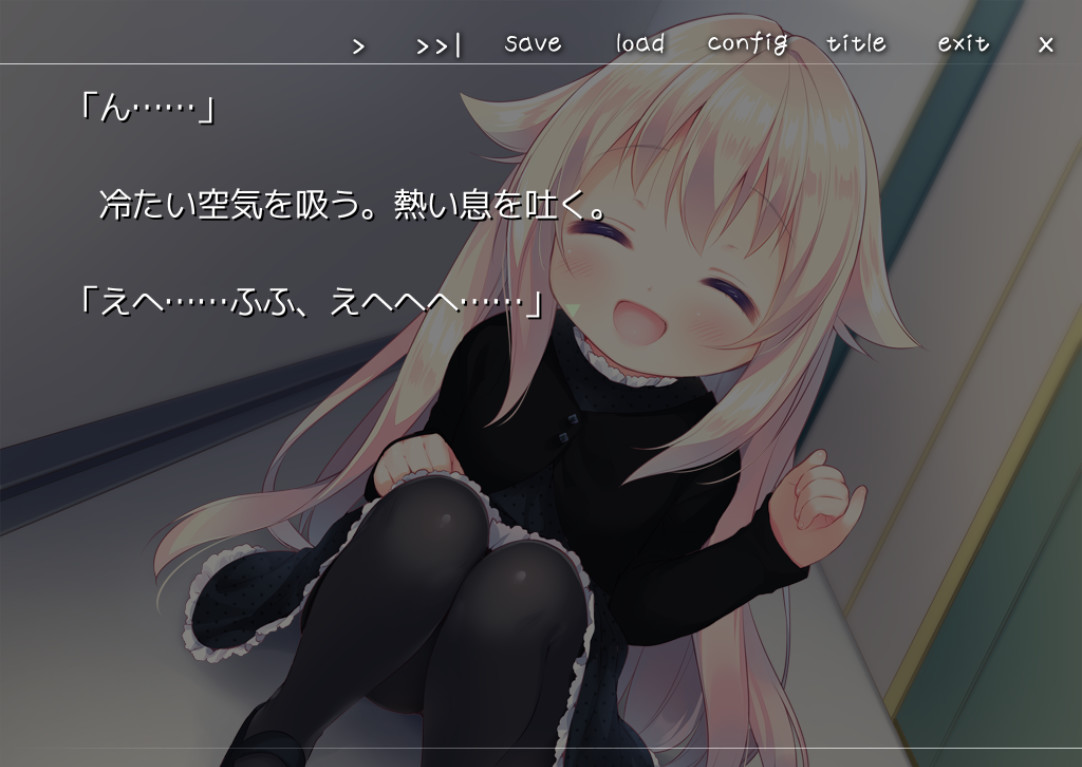 > >>| save load config title exit x
「ん……」
冷たい空気を吸う。熱い息を吐く。
「えへ……ふふ、えへへへ……」